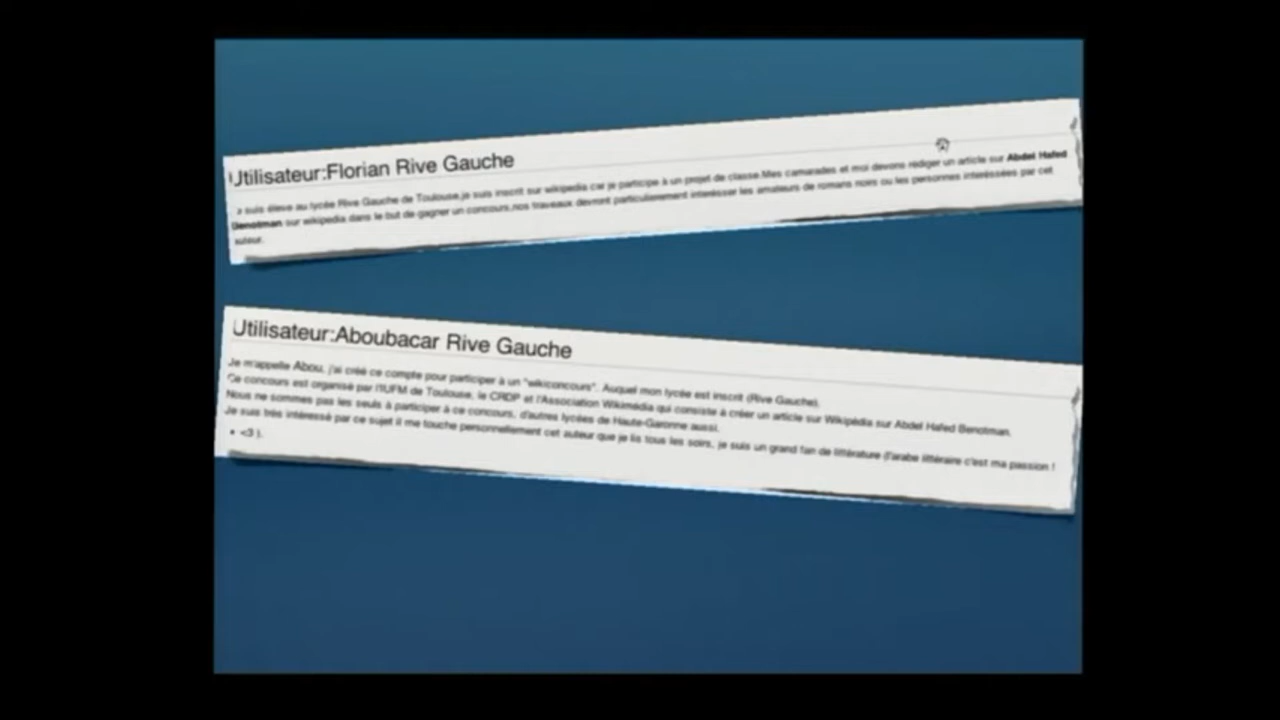 Utilisateur:Florian Rive Gauche
e suis élève au lycée Rive Gauche de Toulouse,je suis inscrit sur wikipedia car je participe à un projet de classe.Mes camarades et moi devons rédiger un article sur Abdel Hafed
Benotman sur wikipedia dans le but de gagner un concours,nos traveaux devront particulièrement interésser les amateurs de romans noirs ou les personnes interéssées par cet
auteur.
Utilisateur:Aboubacar Rive Gauche
Je m'appelle Abou, j'ai créé ce compte pour participer à un "wikiconcours". Auquel mon lycée est inscrit (Rive Gauche).
Ce concours est organisé par l'IUFM de Toulouse, le CRDP et l'Association Wikimédia qui consiste à créer un article sur Wikipédia sur Abdel Hafed Benotman.
Nous ne sommes pas les seuls à participer à ce concours, d'autres lycées de Haute-Garonne aussi.
Je suis très intéressé par ce sujet il me touche personnellement cet auteur que je lis tous les soirs, je suis un grand fan de littérature d'arabe littéraire c'est ma passion !
• <3 ).